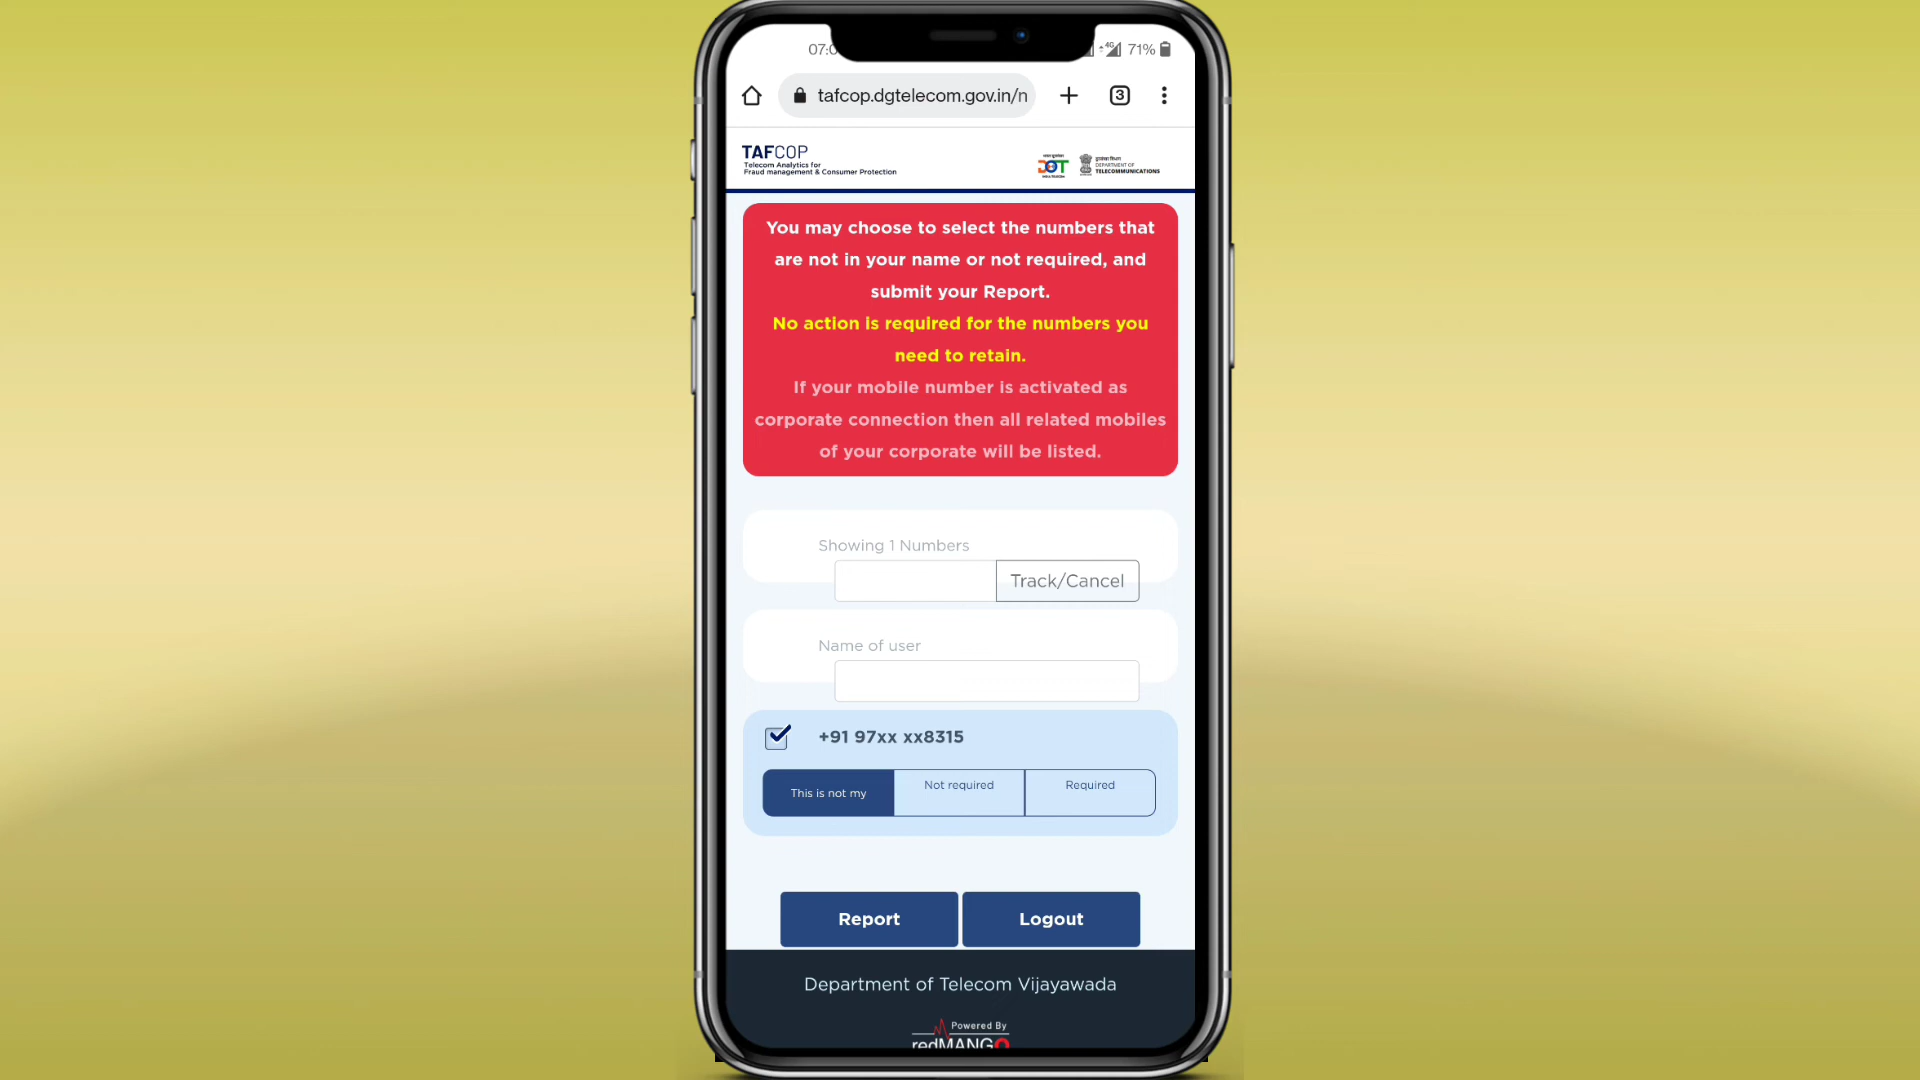 71%
tafcop.dgtelecom.gov.in/n
3
TAFCOP
Telecom Analytics for
Fraud management & Consumer Protection
DEPARTMENT OF
TELECOMMUNICATIONS
You may choose to select the numbers that
are not in your name or not required, and
submit your Report.
No action is required for the numbers you
need to retain.
If your mobile number is activated as
corporate connection then all related mobiles
of your corporate will be listed.
Showing 1 Numbers
Track/Cancel
Name of user
+91 97xx xx8315
This is not my
Not required
Required
Report
Logout
Department of Telecom Vijayawada
Powered By
redMANGO